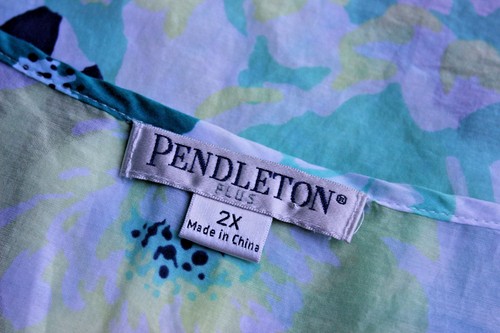 PENDLETON®
PLUS
2X
Made in China